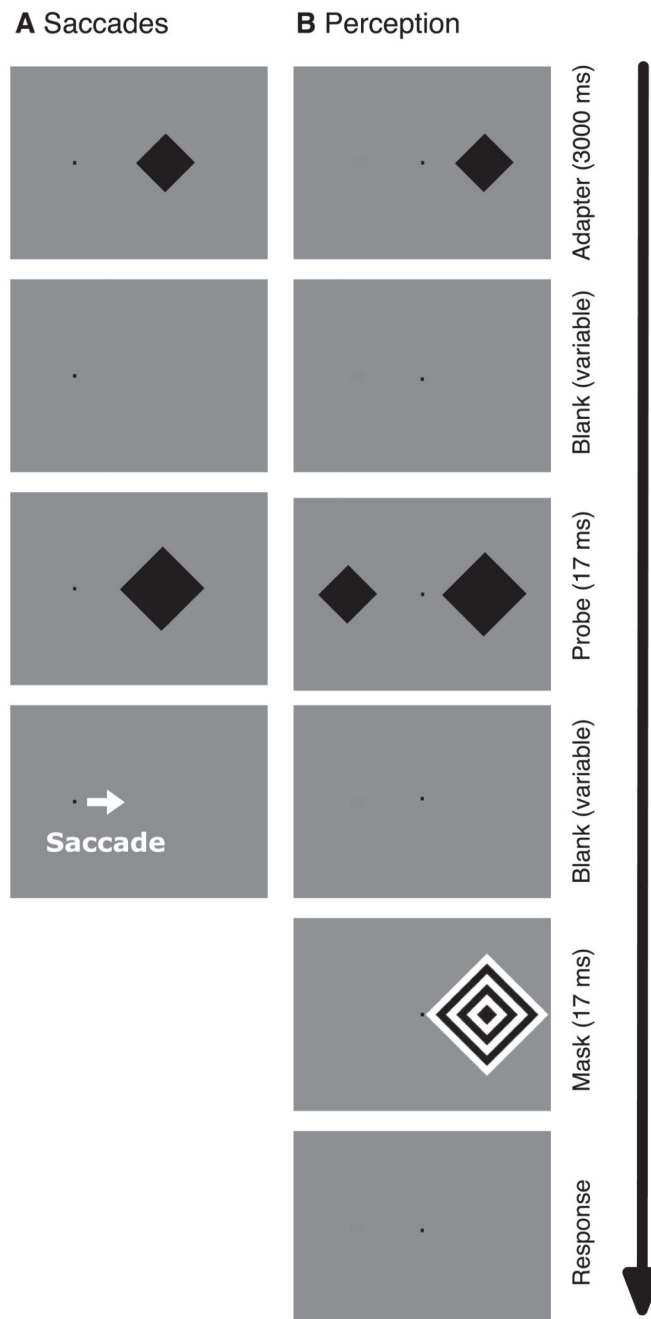 A Saccades
B Perception
Adapter (3000 ms)
Blank (variable)
Probe (17 ms)
Blank (variable)
Saccade
Mask (17 ms)
Response